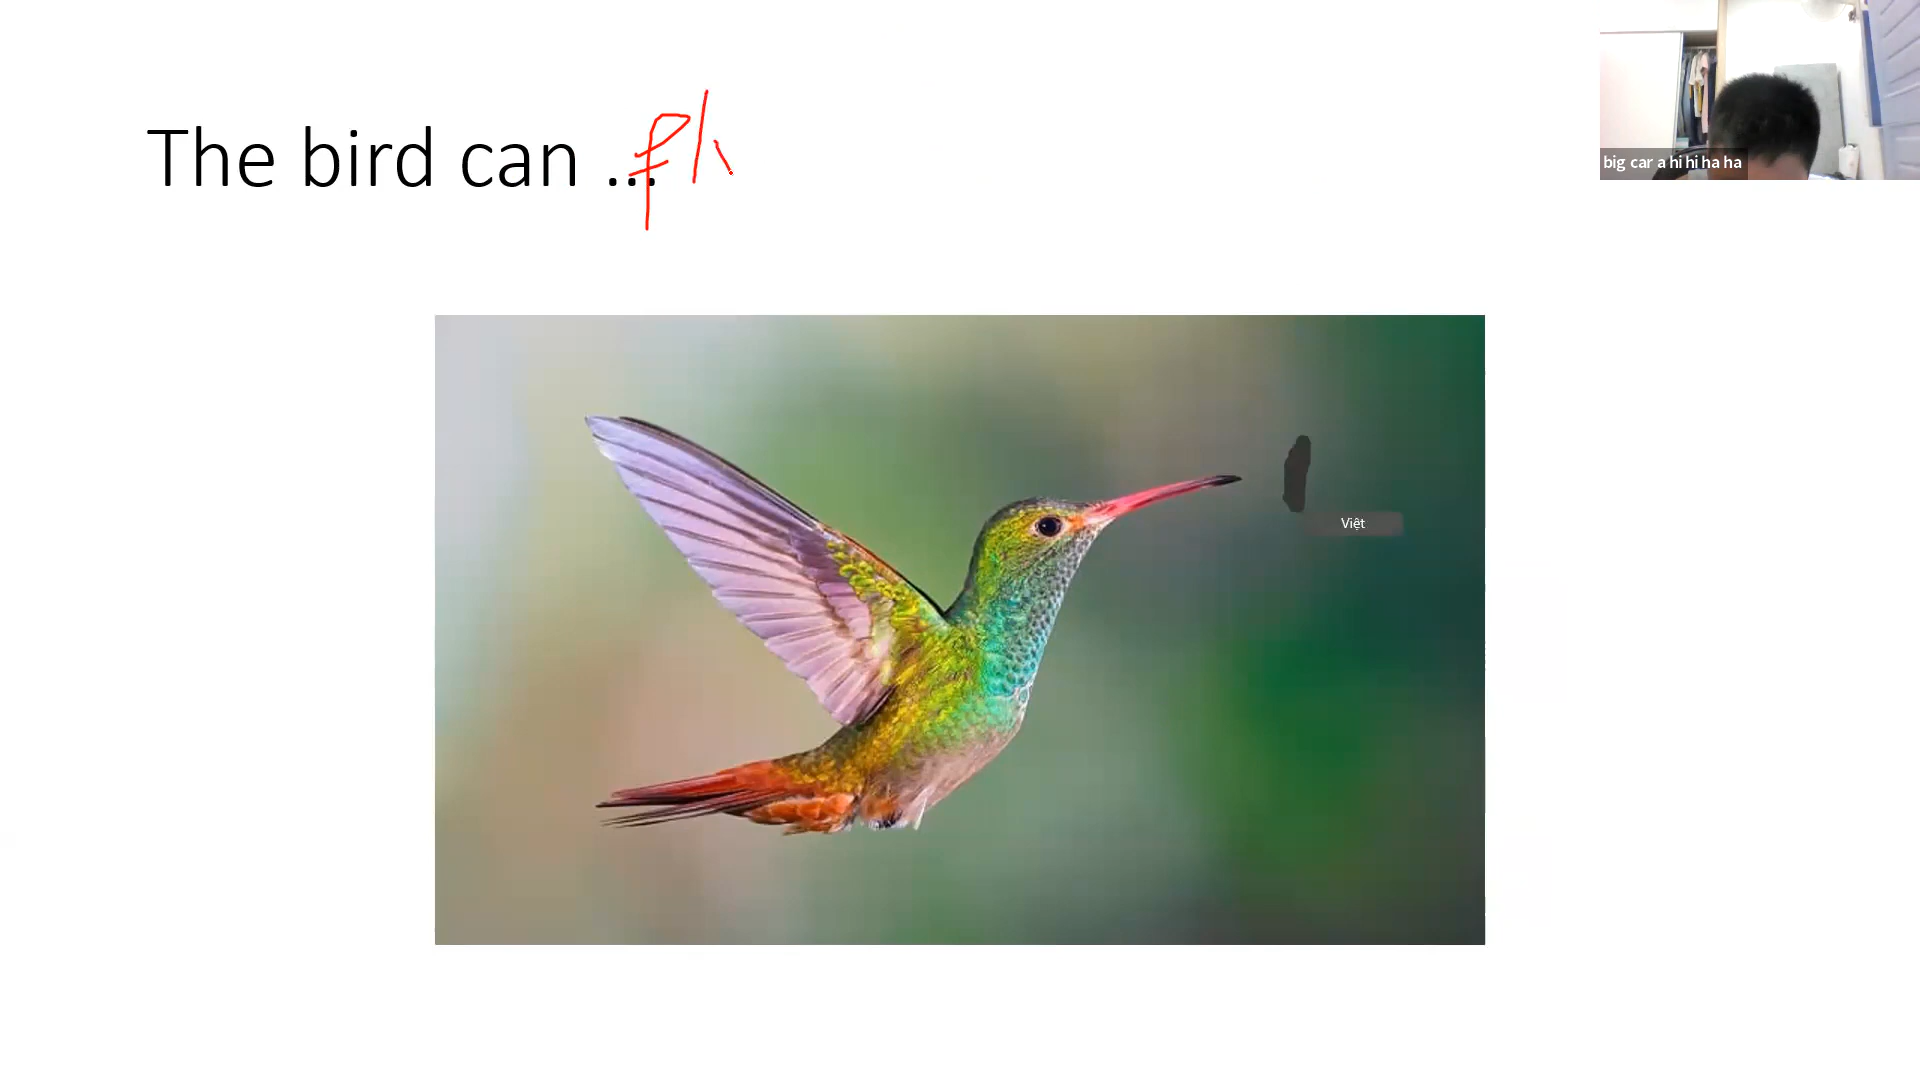 The bird can ... fl
big car a hi hi ha ha
Việt